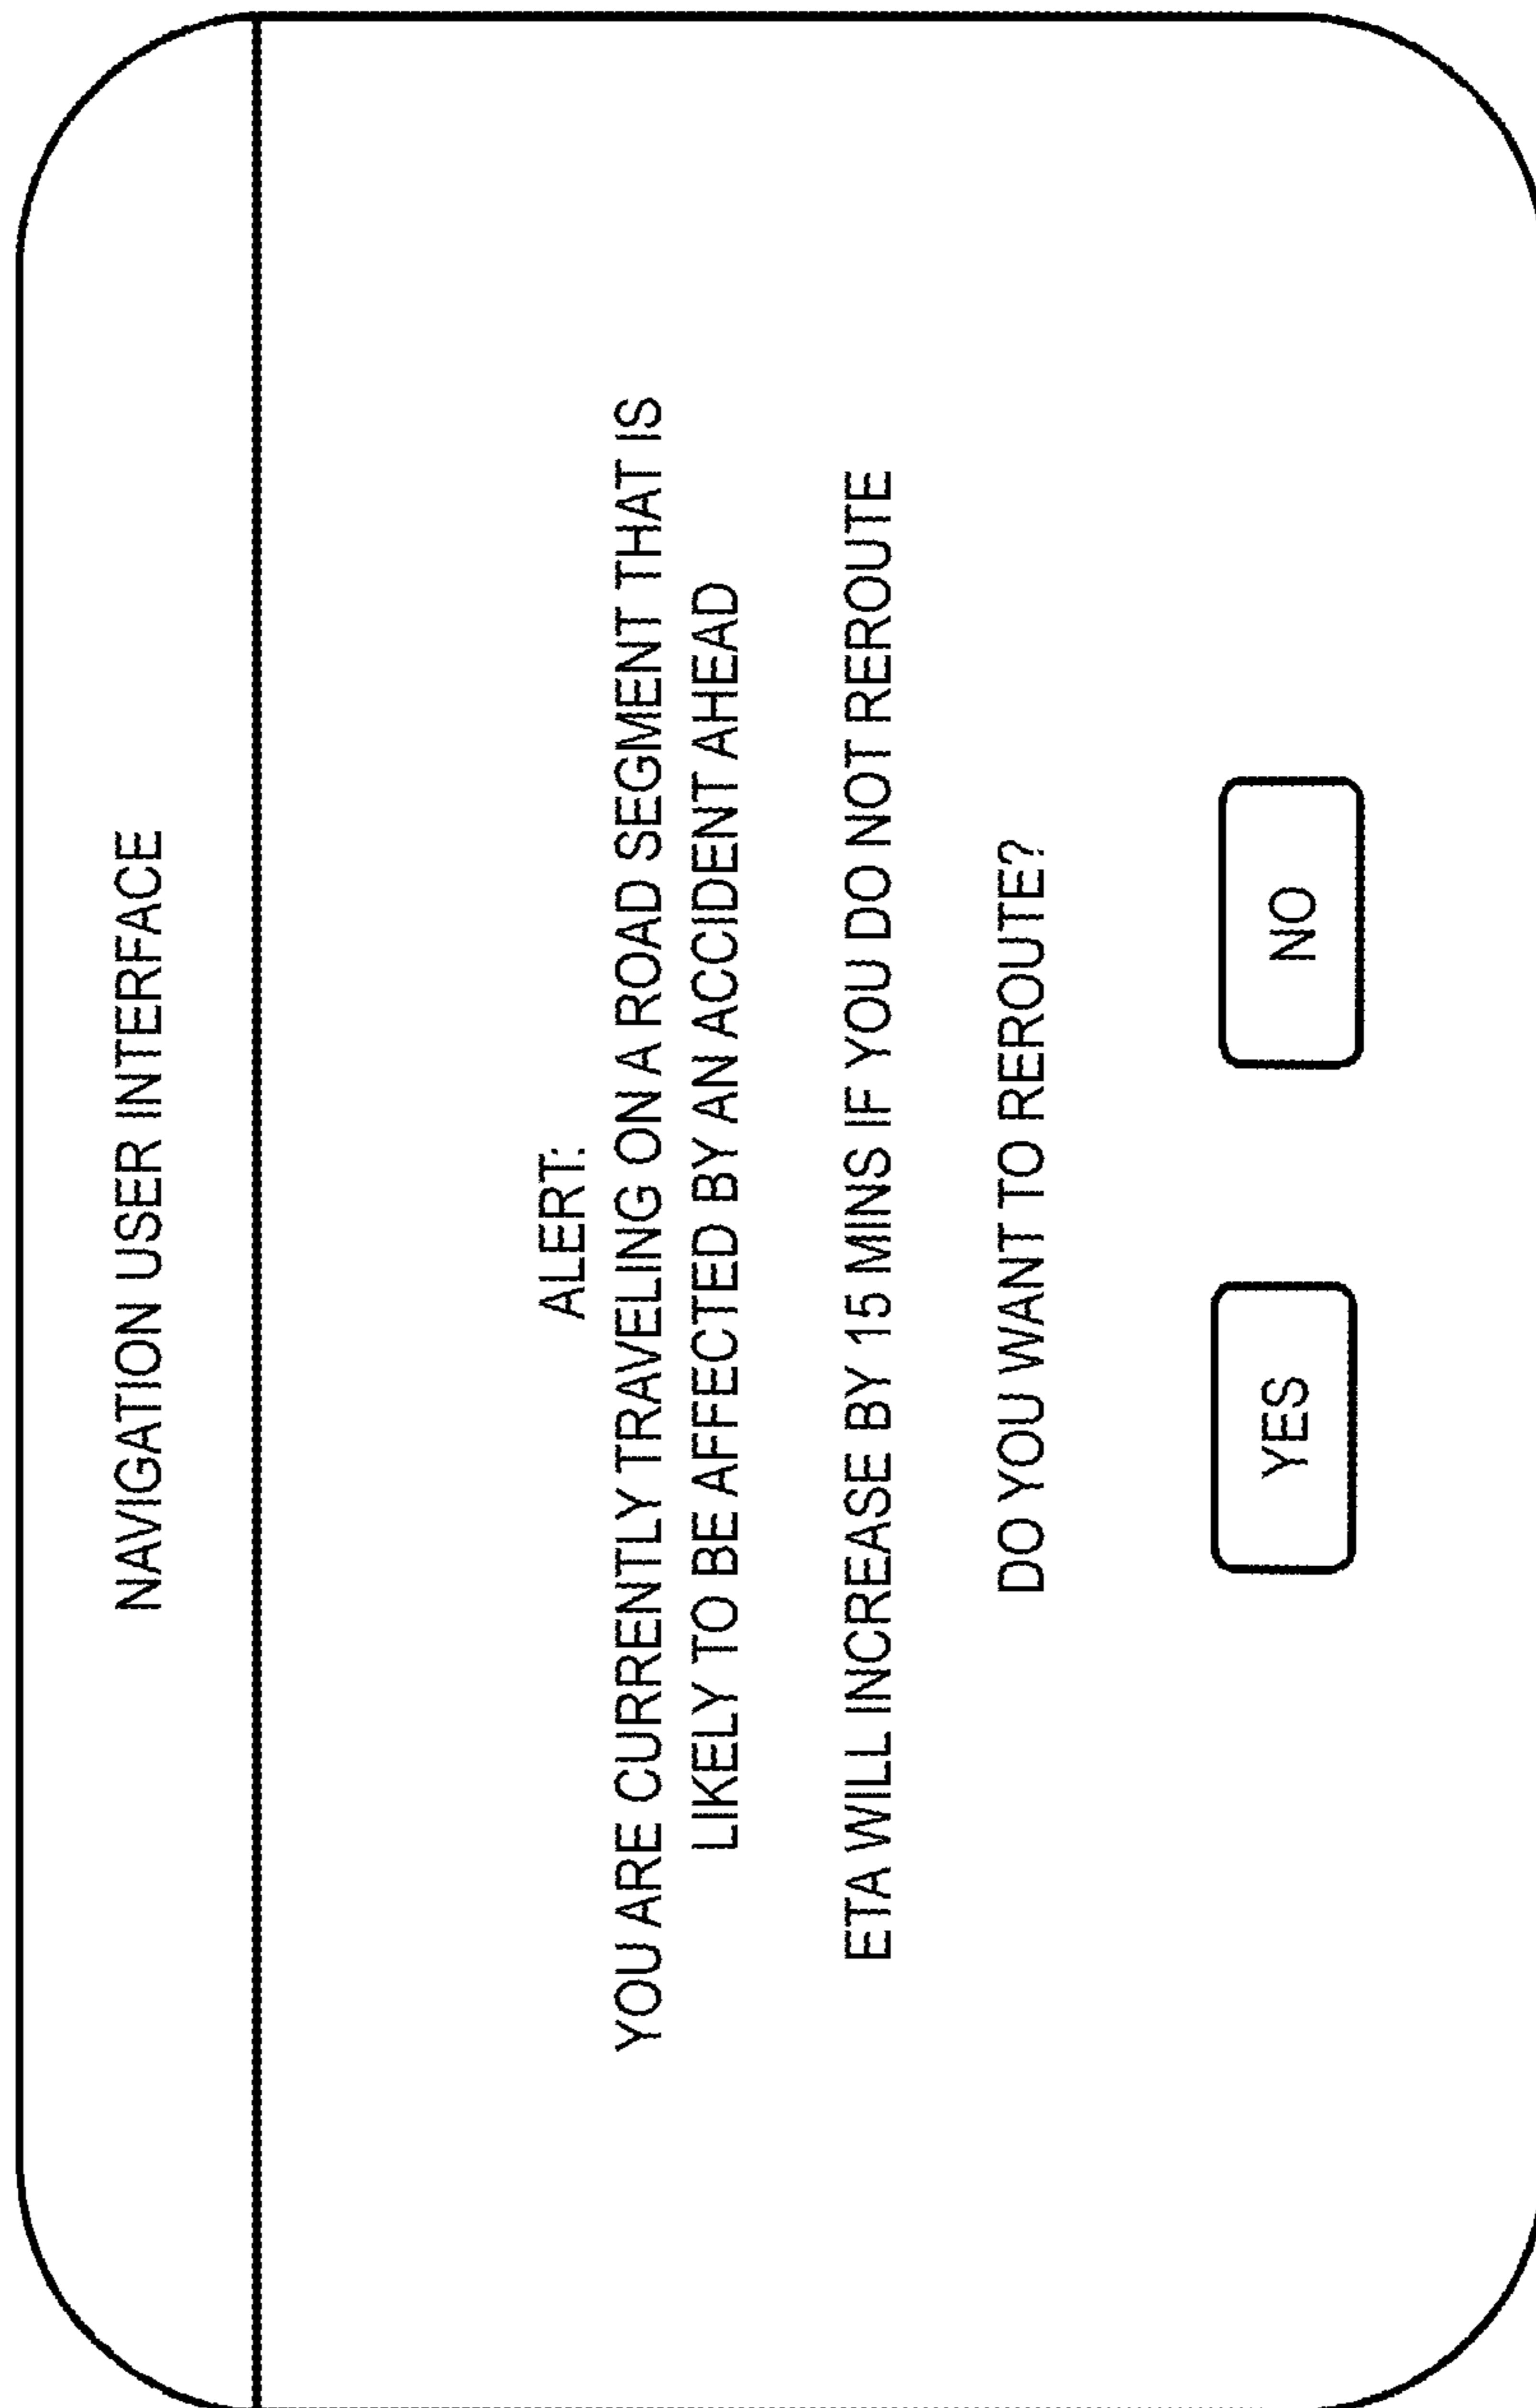 NAVIGATION USER INTERFACE
ALERT:
YOU ARE CURRENTLY TRAVELING ON A ROAD SEGMENT THAT IS
LIKELY TO BE AFFECTED BY AN ACCIDENT AHEAD
ETA WILL INCREASE BY 15 MINS IF YOU DO NOT REROUTE
DO YOU WANT TO REROUTE?
YES
NO